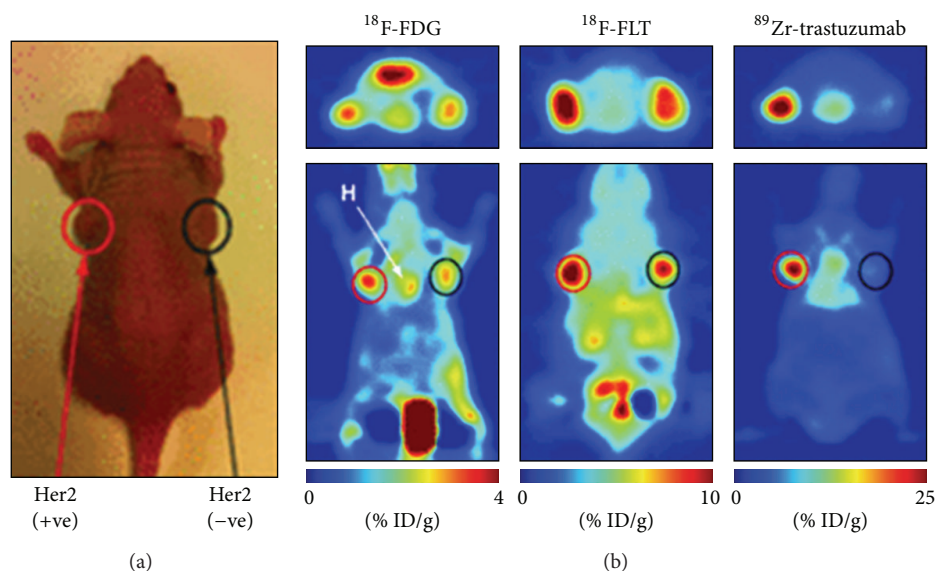 ¹⁸F-FDG
¹⁸F-FLT
⁸⁹Zr-trastuzumab
H
Her2
(+ve)
Her2
(−ve)
0 4
(% ID/g)
0 10
(% ID/g)
0 25
(% ID/g)
(a)
(b)